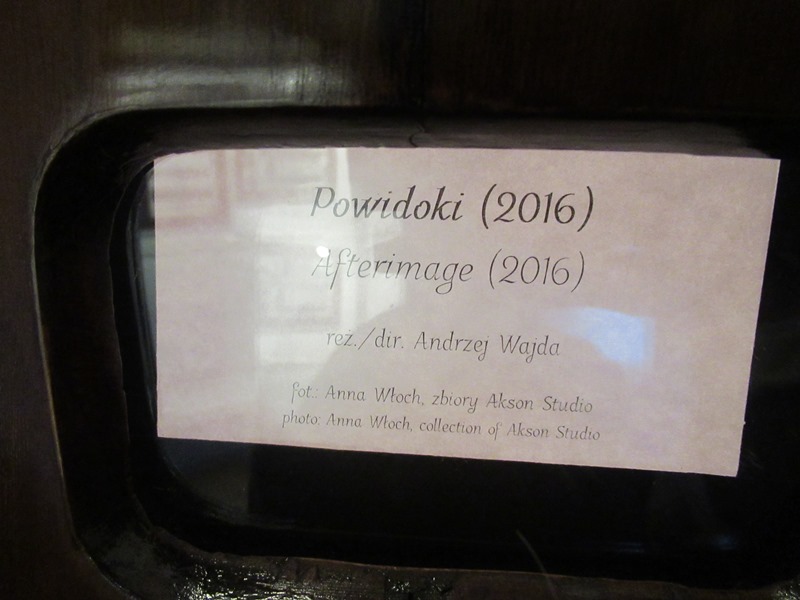 Powidoki (2016)
Afterimage (2016)
reż./dir. Andrzej Wajda
fot.: Anna Włoch, zbiory Akson Studio
photo: Anna Włoch, collection of Akson Studio